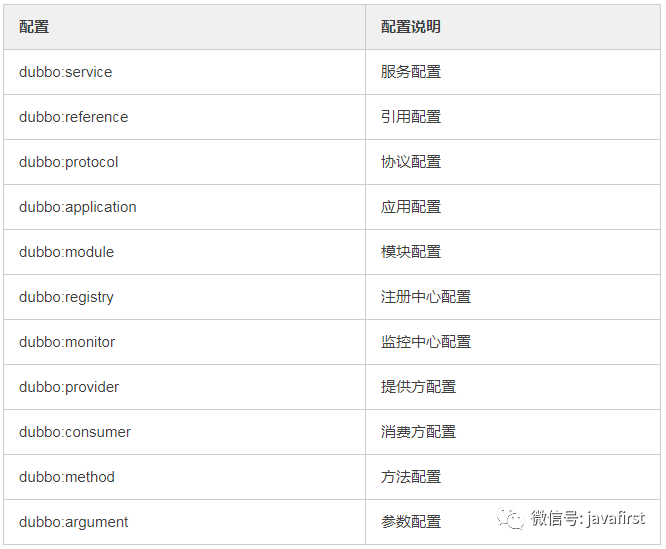 配置 配置说明
dubbo:service 服务配置
dubbo:reference 引用配置
dubbo:protocol 协议配置
dubbo:application 应用配置
dubbo:module 模块配置
dubbo:registry 注册中心配置
dubbo:monitor 监控中心配置
dubbo:provider 提供方配置
dubbo:consumer 消费方配置
dubbo:method 方法配置
dubbo:argument 参数配置
微信号: javafirst